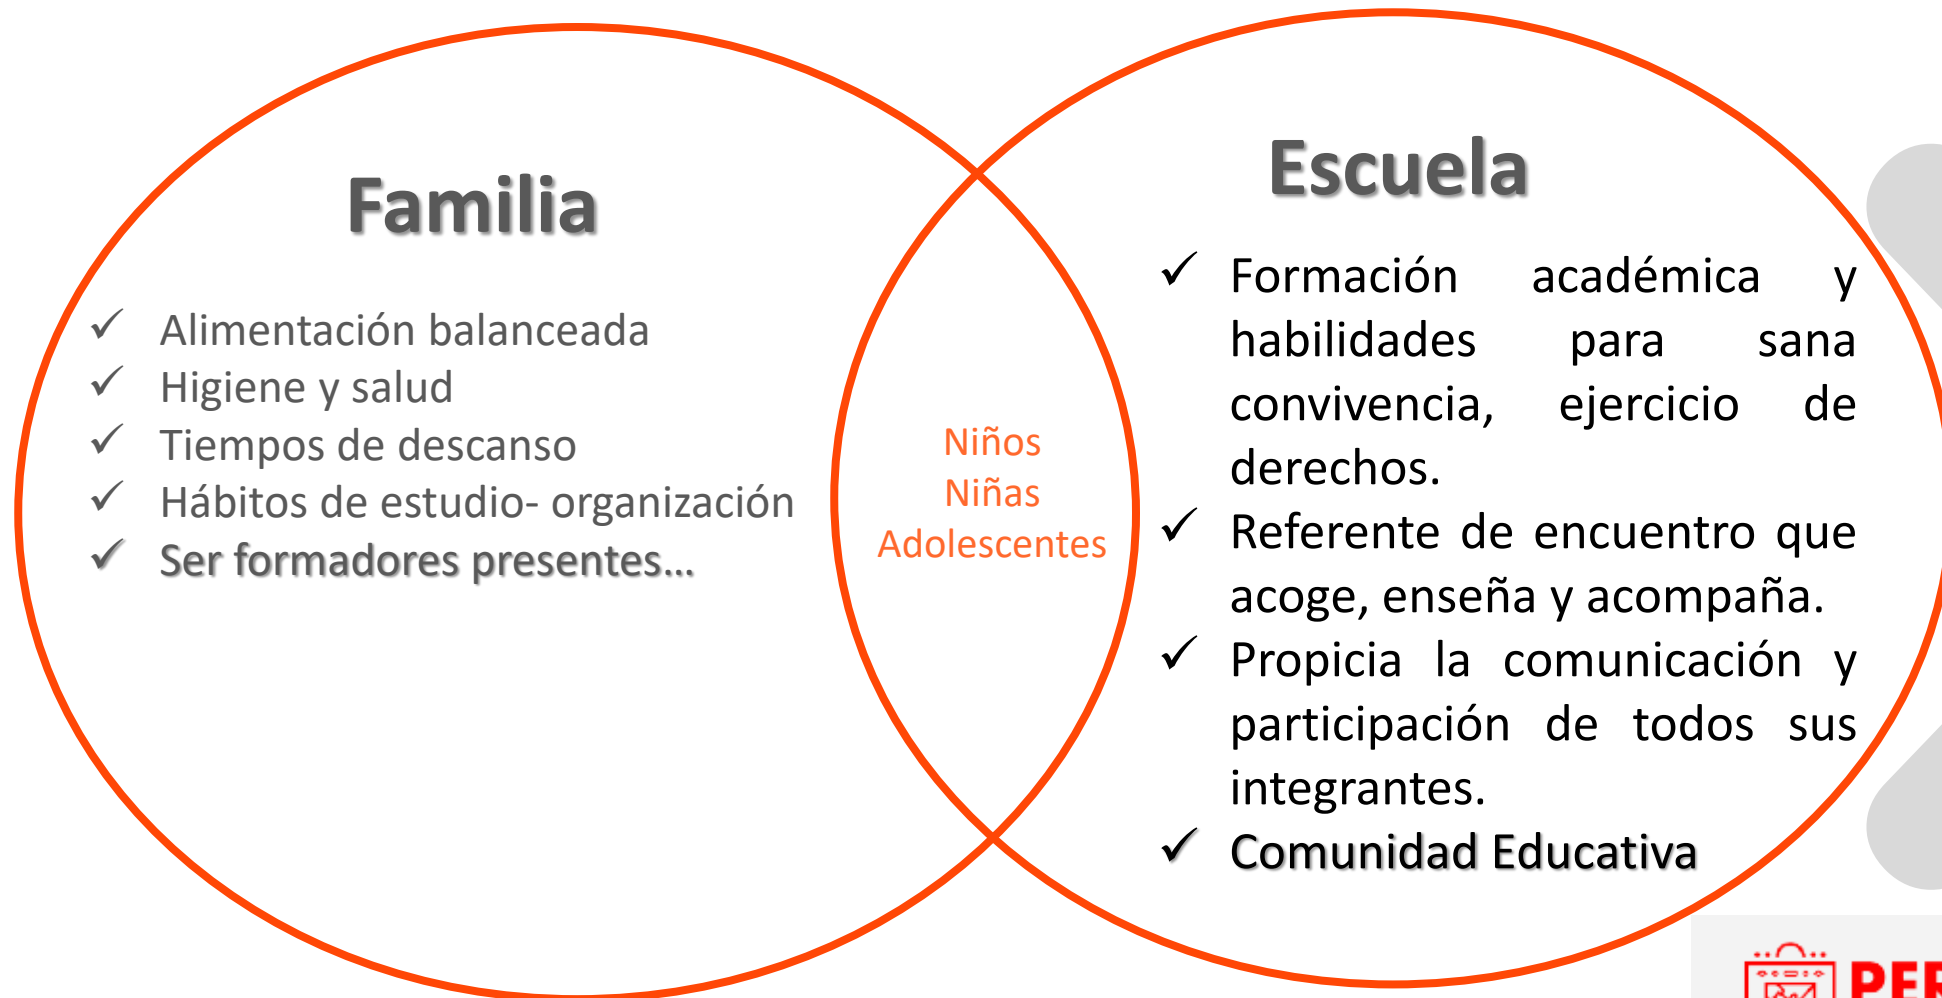 Familia
✓ Alimentación balanceada
✓ Higiene y salud
✓ Tiempos de descanso
✓ Hábitos de estudio- organización
✓ Ser formadores presentes...
Niños
Niñas
Adolescentes
Escuela
✓ Formación académica y
habilidades para sana
convivencia, ejercicio de
derechos.
✓ Referente de encuentro que
acoge, enseña y acompaña.
✓ Propicia la comunicación y
participación de todos sus
integrantes.
✓ Comunidad Educativa